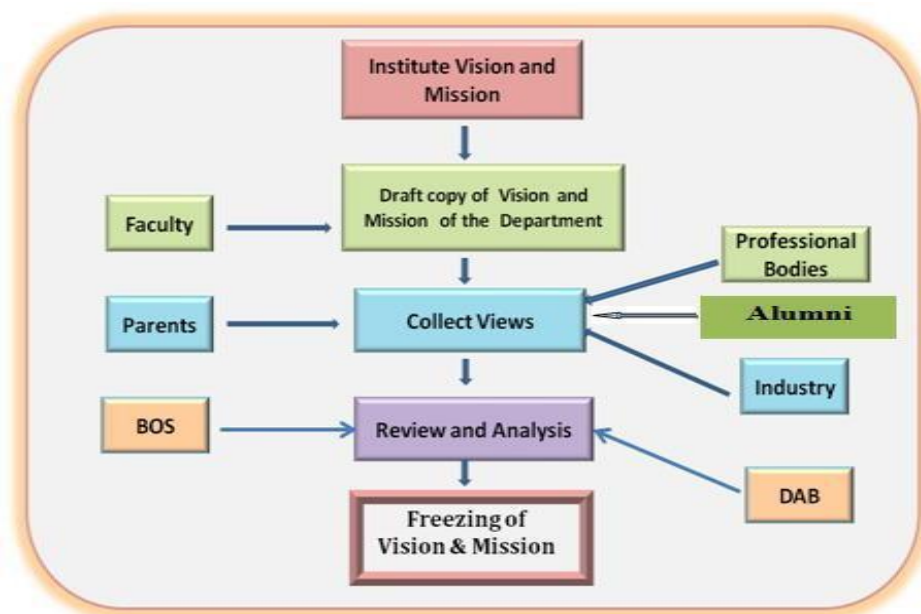 Institute Vision and
Mission
Draft copy of Vision and
Mission of the Department
Faculty
Professional
Bodies
Parents
Collect Views
Alumni
Industry
BOS
Review and Analysis
DAB
Freezing of
Vision & Mission